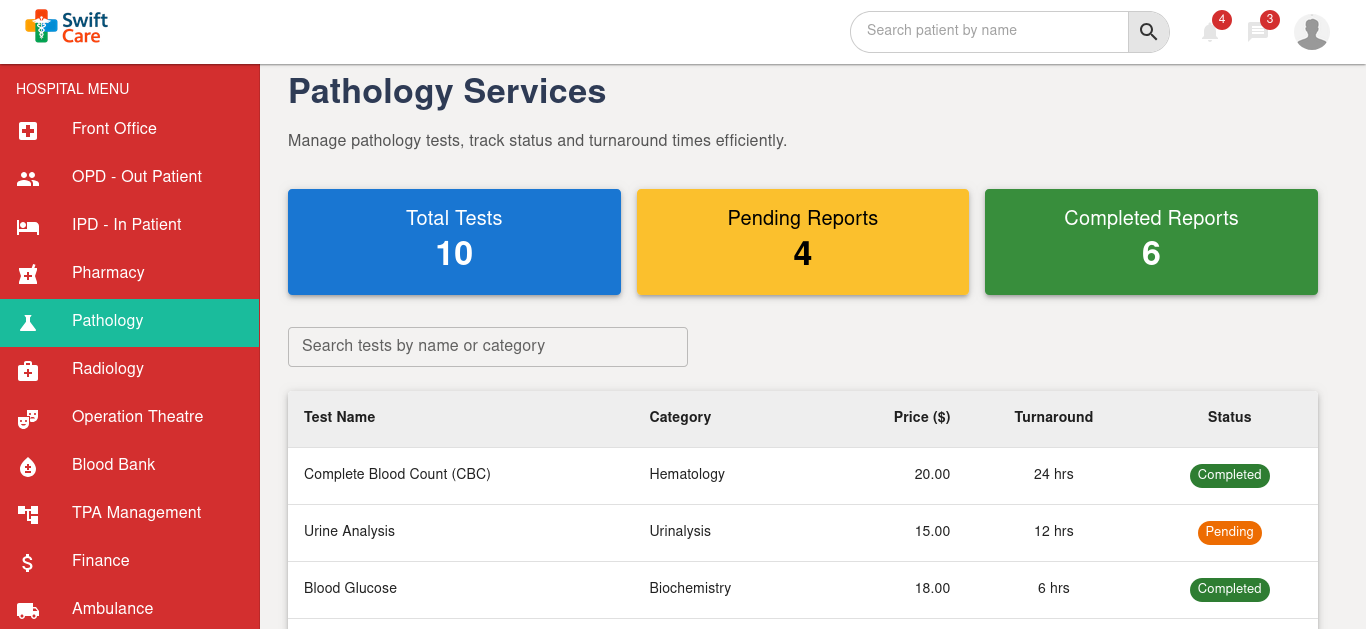 Swift
Care
Search patient by name
4
3
HOSPITAL MENU
Front Office
OPD - Out Patient
IPD - In Patient
Pharmacy
Pathology
Radiology
Operation Theatre
Blood Bank
TPA Management
Finance
Ambulance
Pathology Services
Manage pathology tests, track status and turnaround times efficiently.
Total Tests
10
Pending Reports
4
Completed Reports
6
Search tests by name or category
Test Name Category Price ($) Turnaround Status
Complete Blood Count (CBC) Hematology 20.00 24 hrs Completed
Urine Analysis Urinalysis 15.00 12 hrs Pending
Blood Glucose Biochemistry 18.00 6 hrs Completed